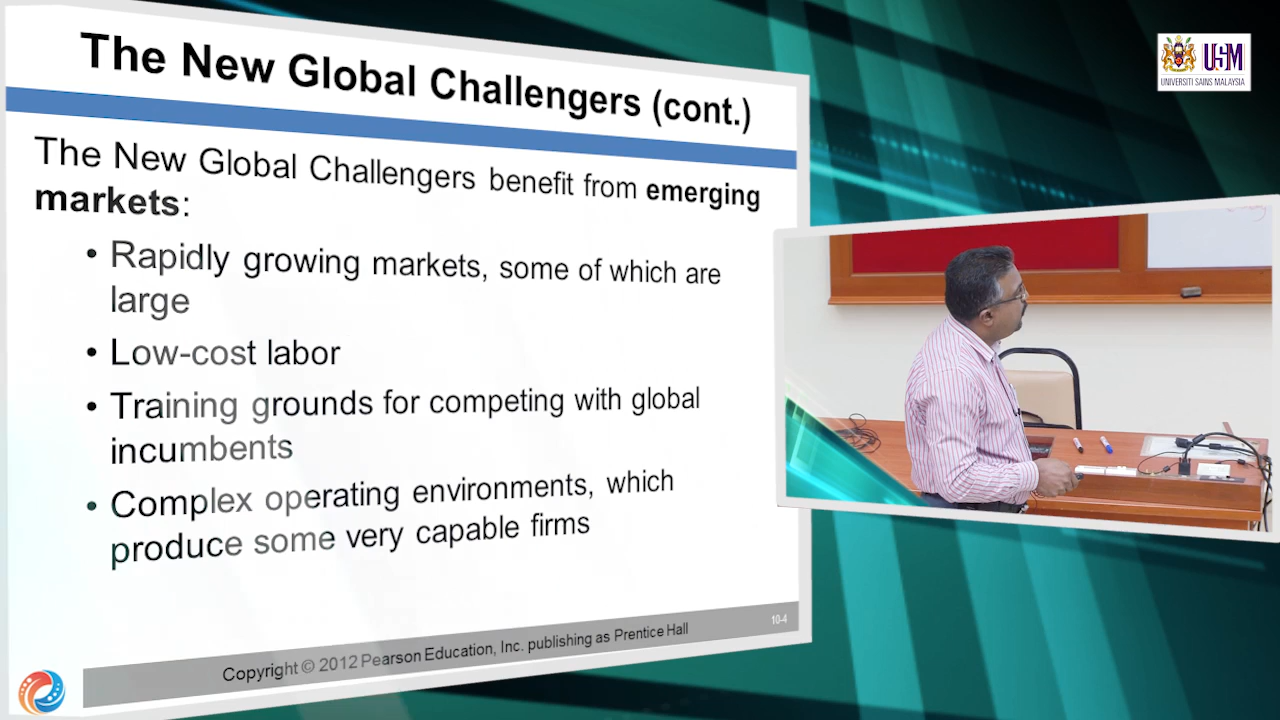 The New Global Challengers (cont.)
The New Global Challengers benefit from emerging
markets:
• Rapidly growing markets, some of which are
large
• Low-cost labor
• Training grounds for competing with global
incumbents
• Complex operating environments, which
produce some very capable firms
Copyright © 2012 Pearson Education, Inc. publishing as Prentice Hall
10-4
USM
UNIVERSITI SAINS MALAYSIA